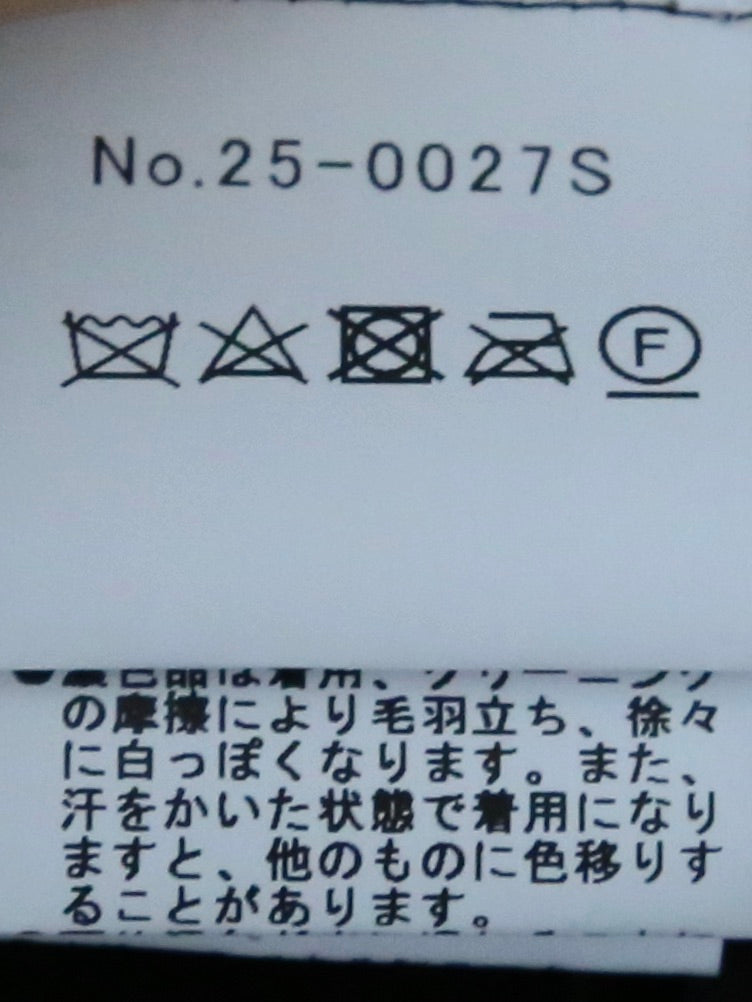 No.25-0027S
F
の摩擦により毛羽立ち、徐々
に白っぽくなります。また、
汗をかいた状態で着用になり
ますと、他のものに色移りす
ることがあります。